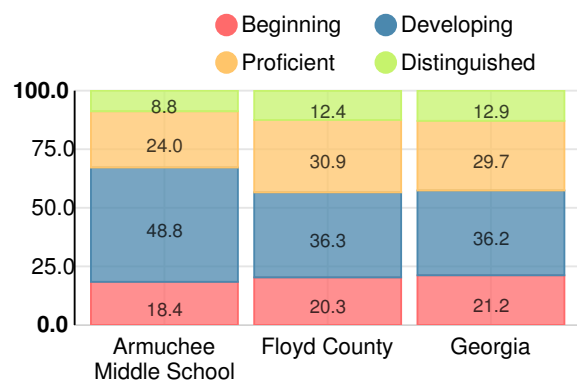 Beginning
Developing
Proficient
Distinguished
100.0
75.0
50.0
25.0
0.0
8.8
24.0
48.8
18.4
12.4
30.9
36.3
20.3
12.9
29.7
36.2
21.2
Armuchee
Middle School
Floyd County
Georgia